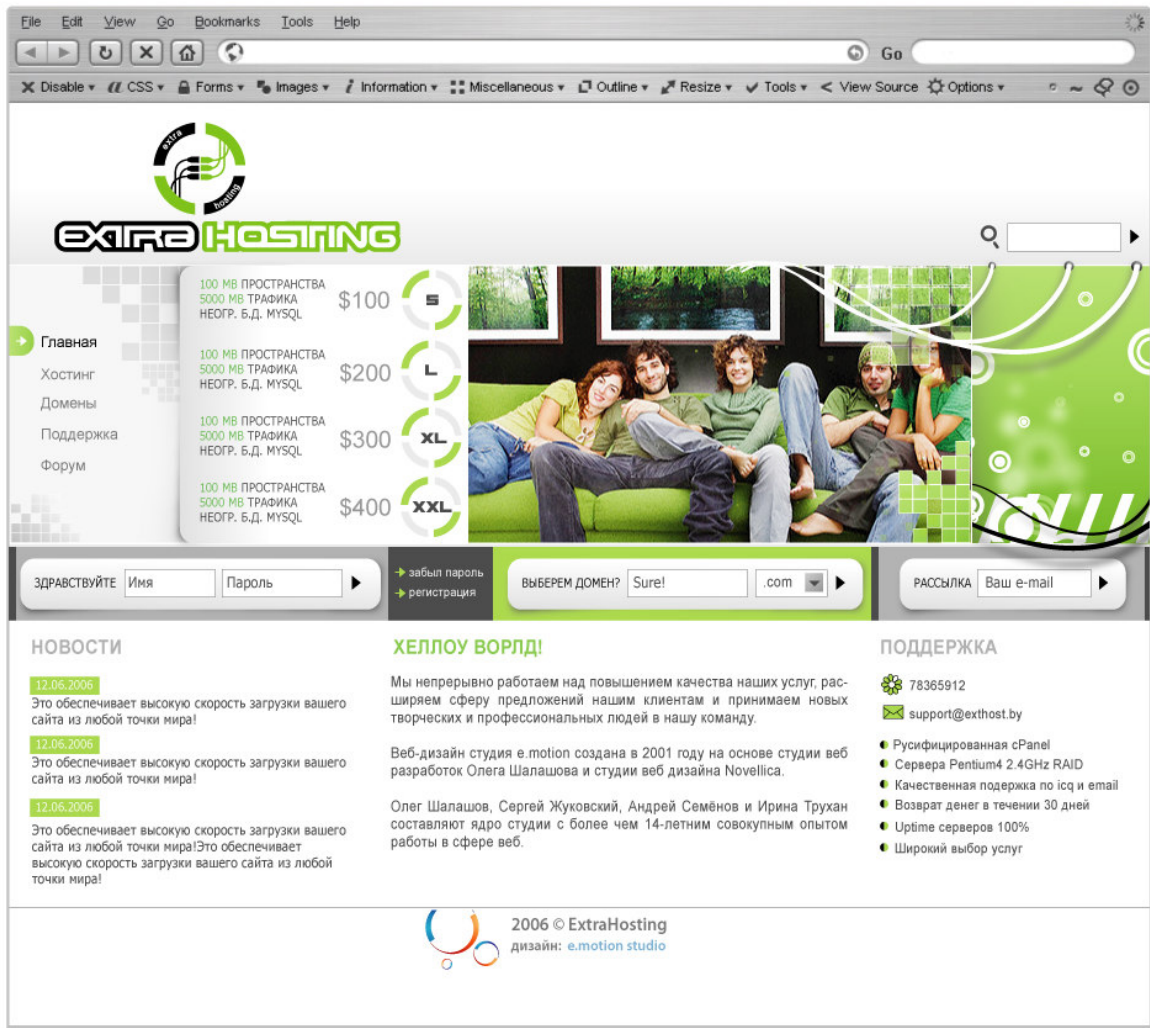 File Edit View Go Bookmarks Tools Help
Go
Disable CSS Forms Images Information Miscellaneous Outline Resize Tools View Source Options
extra
hosting
EXTRA HOSTING
Главная
Хостинг
Домены
Поддержка
Форум
100 MB ПРОСТРАНСТВА
5000 MB ТРАФИКА
НЕОГР. Б.Д. MYSQL
$100
S
100 MB ПРОСТРАНСТВА
5000 MB ТРАФИКА
НЕОГР. Б.Д. MYSQL
$200
L
100 MB ПРОСТРАНСТВА
5000 MB ТРАФИКА
НЕОГР. Б.Д. MYSQL
$300
XL
100 MB ПРОСТРАНСТВА
5000 MB ТРАФИКА
НЕОГР. Б.Д. MYSQL
$400
XXL
ЗДРАВСТВУЙТЕ Имя Пароль
забыл пароль
регистрация
ВЫБЕРЕМ ДОМЕН? Sure! .com
РАССЫЛКА Ваш e-mail
НОВОСТИ
12.06.2006
Это обеспечивает высокую скорость загрузки вашего
сайта из любой точки мира!
12.06.2006
Это обеспечивает высокую скорость загрузки вашего
сайта из любой точки мира!
12.06.2006
Это обеспечивает высокую скорость загрузки вашего
сайта из любой точки мира!Это обеспечивает
высокую скорость загрузки вашего сайта из любой
точки мира!
ХЕЛЛОУ ВОРЛД!
Мы непрерывно работаем над повышением качества наших услуг, рас-
ширяем сферу предложений нашим клиентам и принимаем новых
творческих и профессиональных людей в нашу команду.
Веб-дизайн студия e.motion создана в 2001 году на основе студии веб
разработок Олега Шалашова и студии веб дизайна Novellica.
Олег Шалашов, Сергей Жуковский, Андрей Семёнов и Ирина Трухан
составляют ядро студии с более чем 14-летним совокупным опытом
работы в сфере веб.
ПОДДЕРЖКА
78365912
support@exthost.by
Русифицированная cPanel
Сервера Pentium4 2.4GHz RAID
Качественная подержка по icq и email
Возврат денег в течении 30 дней
Uptime серверов 100%
Широкий выбор услуг
2006 © ExtraHosting
дизайн: e.motion studio